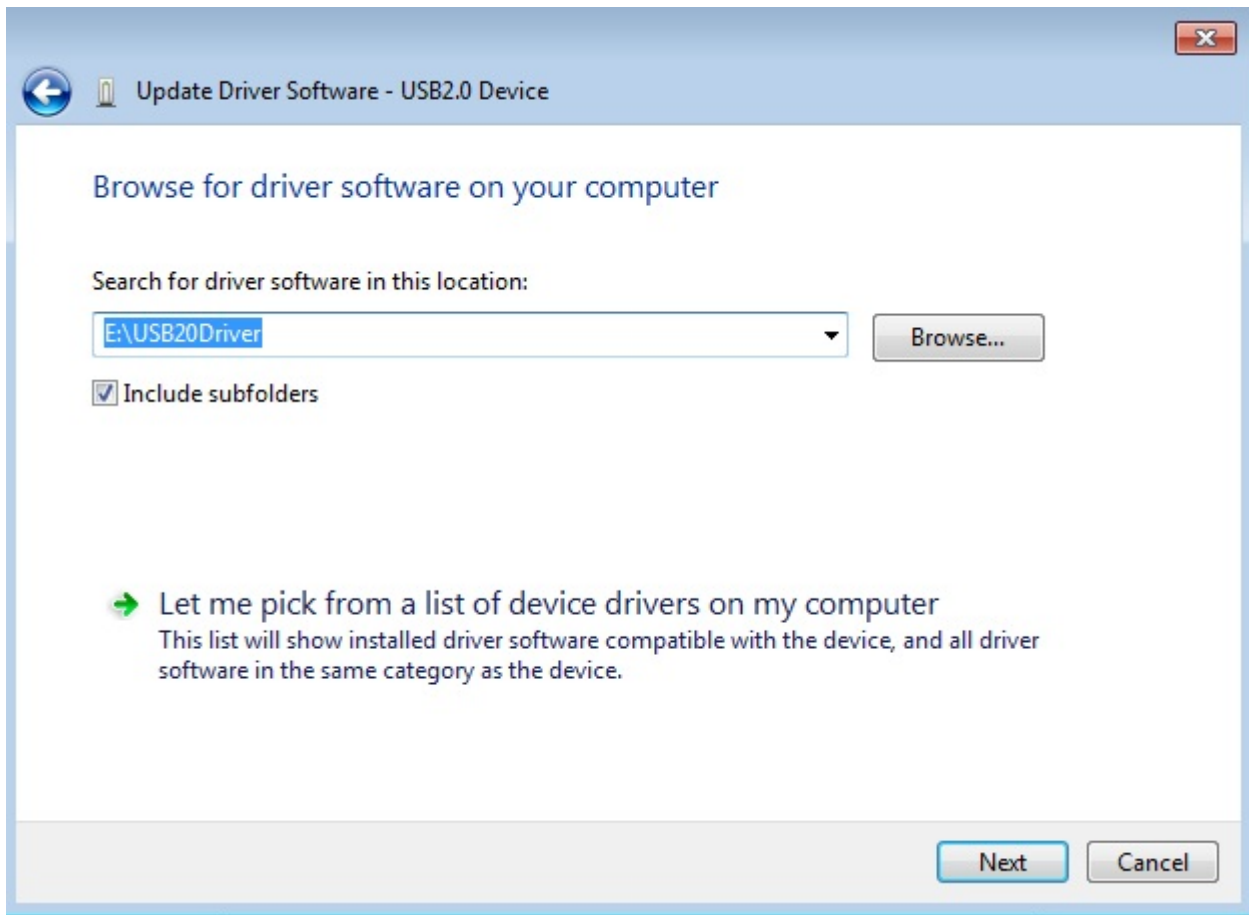 Update Driver Software - USB2.0 Device
Browse for driver software on your computer
Search for driver software in this location:
E:\USB20Driver
Browse...
Include subfolders
Let me pick from a list of device drivers on my computer
This list will show installed driver software compatible with the device, and all driver
software in the same category as the device.
Next
Cancel